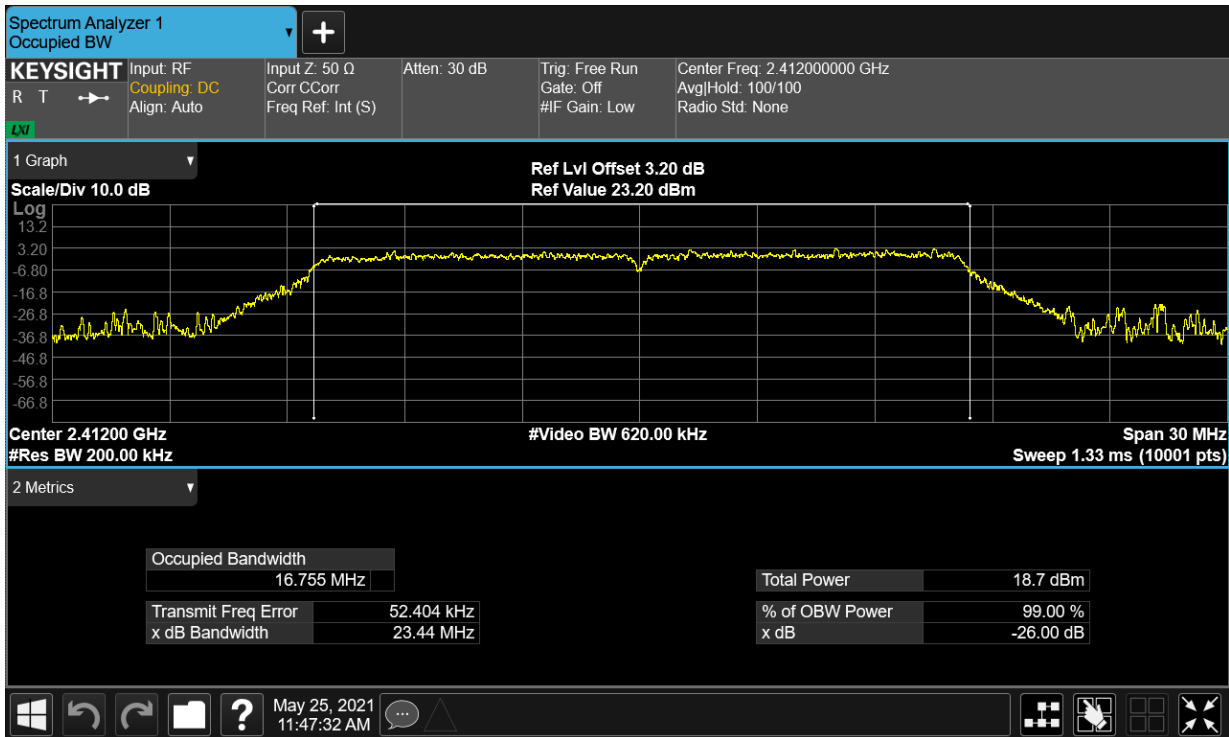 Spectrum Analyzer 1
Occupied BW
KEYSIGHT
R T
LXI
Input: RF
Coupling: DC
Align: Auto
Input Z: 50 Ω
Corr CCorr
Freq Ref: Int (S)
Atten: 30 dB
Trig: Free Run
Gate: Off
#IF Gain: Low
Center Freq: 2.412000000 GHz
Avg|Hold: 100/100
Radio Std: None
1 Graph
Scale/Div 10.0 dB
Ref Lvl Offset 3.20 dB
Ref Value 23.20 dBm
Log
13.2
3.20
-6.80
-16.8
-26.8
-36.8
-46.8
-56.8
-66.8
Center 2.41200 GHz
#Res BW 200.00 kHz
#Video BW 620.00 kHz
Span 30 MHz
Sweep 1.33 ms (10001 pts)
2 Metrics
Occupied Bandwidth
16.755 MHz
Transmit Freq Error 52.404 kHz
x dB Bandwidth 23.44 MHz
Total Power 18.7 dBm
% of OBW Power 99.00 %
x dB -26.00 dB
?
May 25, 2021
11:47:32 AM